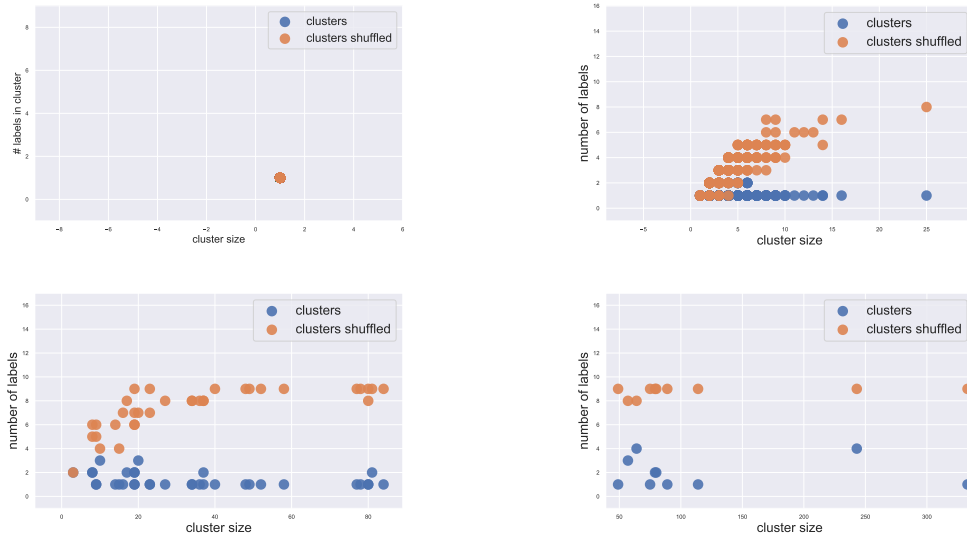 8
6
4
2
0
# labels in cluster
−8 −6 −4 −2 0 2 4 6
cluster size
clusters
clusters shuffled
16
14
12
10
8
6
4
2
0
number of labels
−5 0 5 10 15 20 25
cluster size
clusters
clusters shuffled
16
14
12
10
8
6
4
2
0
number of labels
0 20 40 60 80
cluster size
clusters
clusters shuffled
16
14
12
10
8
6
4
2
0
number of labels
50 100 150 200 250 300
cluster size
clusters
clusters shuffled